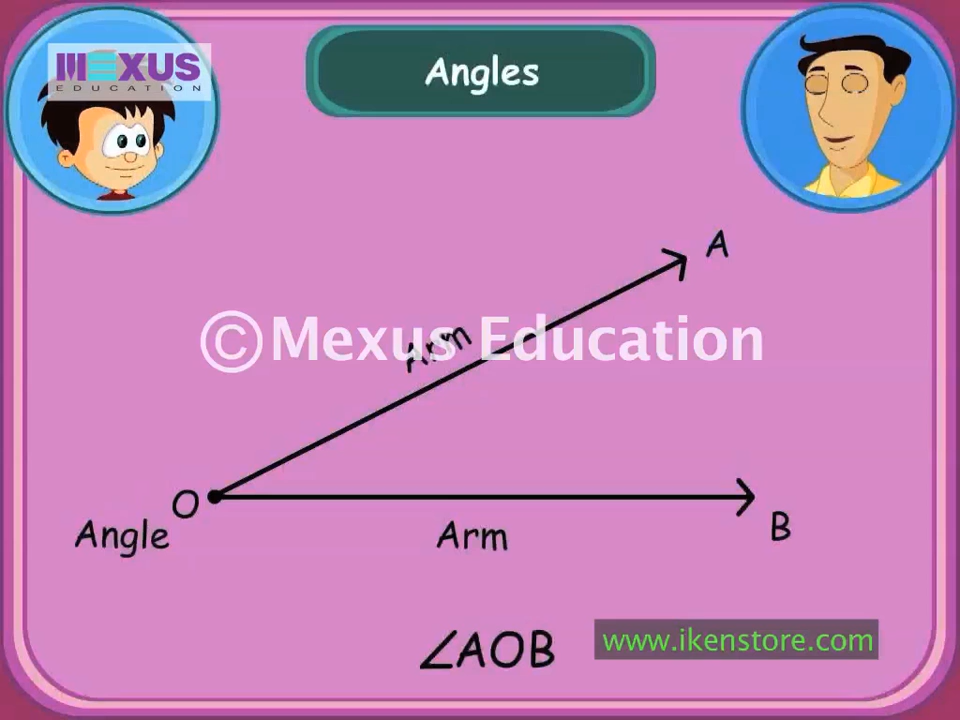 MEXUS
EDUCATION
Angles
A
Arm
©Mexus Education
O
Angle
Arm
B
∠AOB
www.ikenstore.com